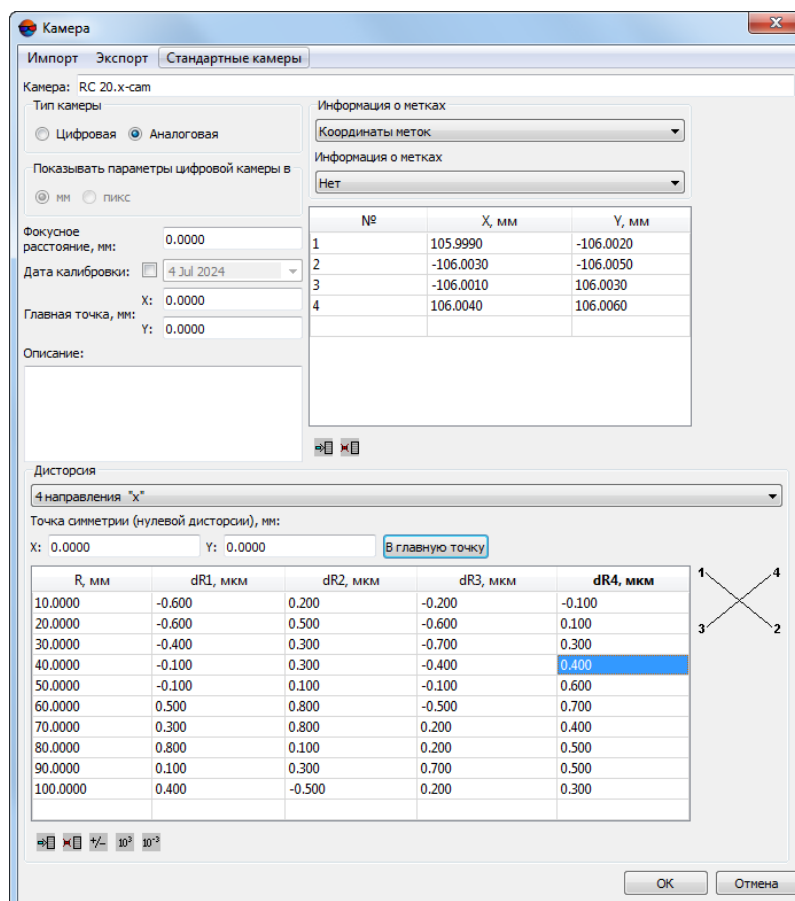 Камера
Импорт Экспорт Стандартные камеры
Камера: RC 20.x-cam
Тип камеры
Цифровая Аналоговая
Показывать параметры цифровой камеры в
мм пикс
Фокусное
расстояние, мм: 0.0000
Дата калибровки: 4 Jul 2024
Главная точка, мм:
X: 0.0000
Y: 0.0000
Описание:
Информация о метках
Координаты меток
Информация о метках
Нет
№ X, мм Y, мм
1 105.9990 -106.0020
2 -106.0030 -106.0050
3 -106.0010 106.0030
4 106.0040 106.0060
Дисторсия
4 направления "x"
Точка симметрии (нулевой дисторсии), мм:
X: 0.0000 Y: 0.0000 В главную точку
R, мм dR1, мкм dR2, мкм dR3, мкм dR4, мкм
10.0000 -0.600 0.200 -0.200 -0.100
20.0000 -0.600 0.500 -0.600 0.100
30.0000 -0.400 0.300 -0.700 0.300
40.0000 -0.100 0.300 -0.400 0.400
50.0000 -0.100 0.100 -0.100 0.600
60.0000 0.500 0.800 -0.500 0.700
70.0000 0.300 0.800 0.200 0.400
80.0000 0.800 0.100 0.200 0.500
90.0000 0.100 0.300 0.700 0.500
100.0000 0.400 -0.500 0.200 0.300
1 4
3 2
+/- 10³ 10⁻³
OK Отмена